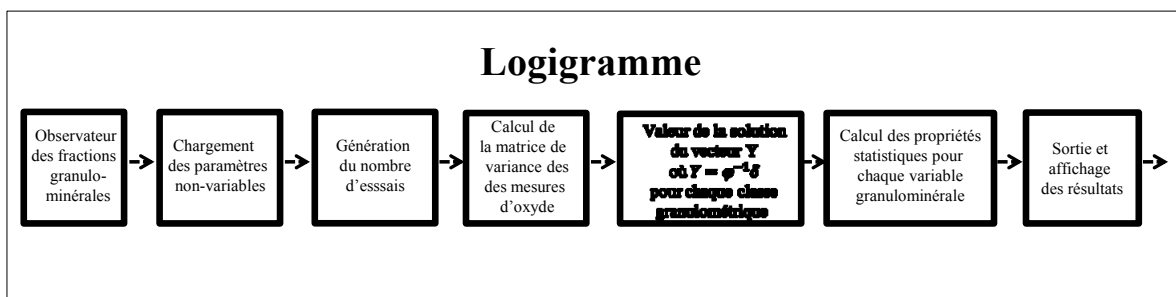 Logigramme
Observateur
des fractions
granulo-
minérales
Chargement
des paramètres
non-variables
Génération
du nombre
d'esssais
Calcul de
la matrice de
variance des
des mesures
d'oxyde
Valeur de la solution
du vecteur Y
où Y = φ⁻¹δ
pour chaque classe
granulométrique
Calcul des propriétés
statistiques pour
chaque variable
granulominérale
Sortie et
affichage
des résultats